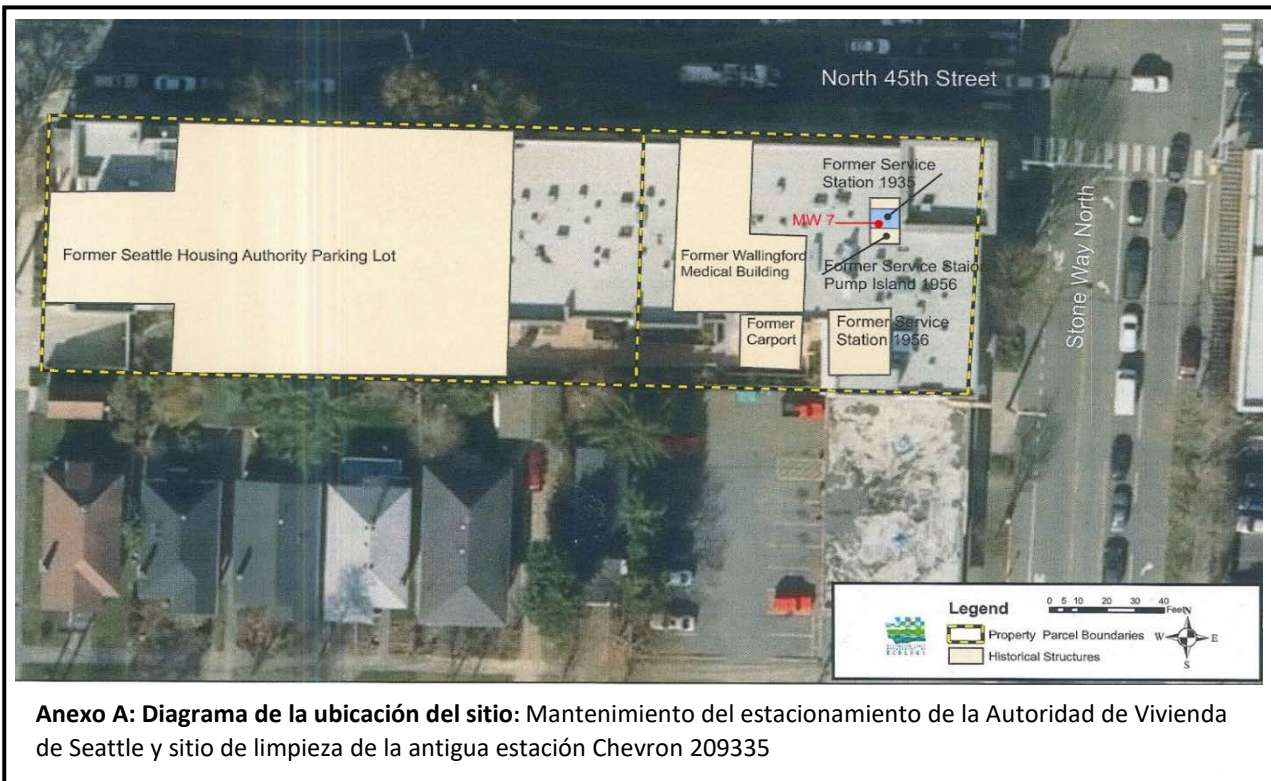 North 45th Street
Former Service
Station 1935
MW 7
Former Seattle Housing Authority Parking Lot
Former Wallingford
Medical Building
Former Service Staion
Pump Island 1956
Stone Way North
Former
Carport
Former Service
Station 1956
Legend
0 5 10 20 30 40
Feet
Property Parcel Boundaries
Historical Structures
N
W E
S
ECOLOGY
Anexo A: Diagrama de la ubicación del sitio: Mantenimiento del estacionamiento de la Autoridad de Vivienda
de Seattle y sitio de limpieza de la antigua estación Chevron 209335